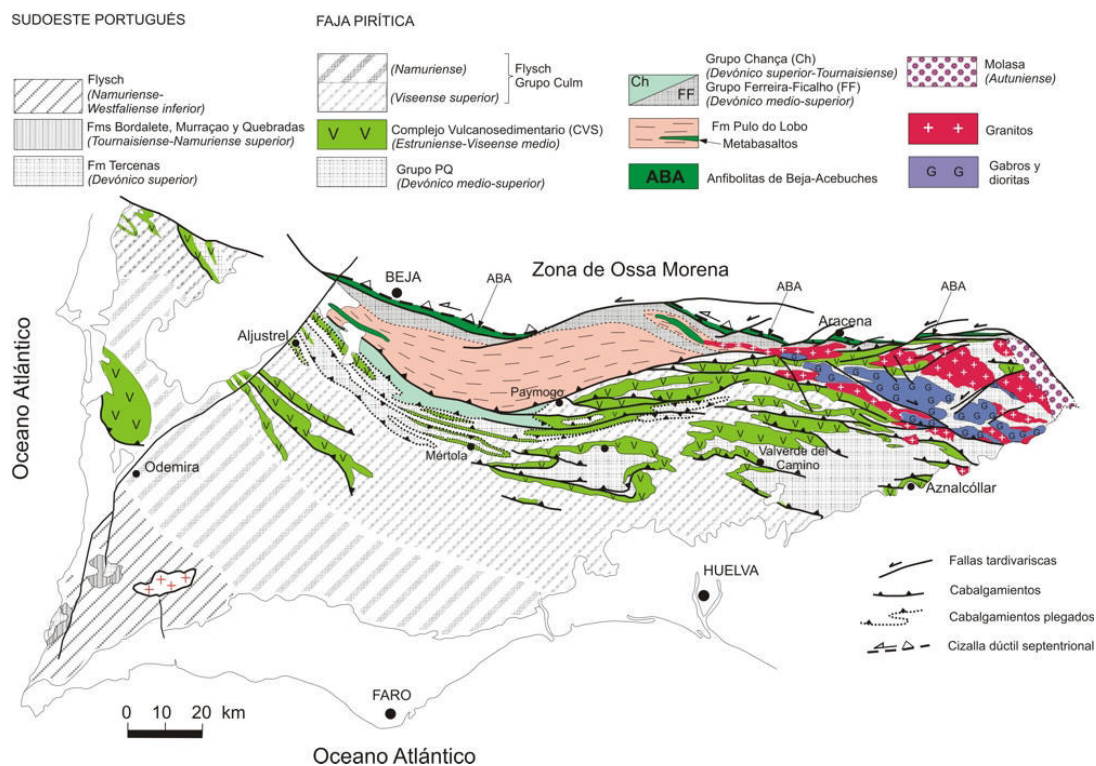 SUDOESTE PORTUGUÉS
Flysch
(Namuriense-
Westfaliense inferior)
Fms Bordalete, Murraçao y Quebradas
(Tournaisiense-Namuriense superior)
Fm Tercenas
(Devónico superior)
FAJA PIRÍTICA
(Namuriense)
(Viseense superior)
Flysch
Grupo Culm
V V
Complejo Vulcanosedimentario (CVS)
(Estruniense-Viseense medio)
Grupo PQ
(Devónico medio-superior)
Ch
FF
Grupo Chança (Ch)
(Devónico superior-Tournaisiense)
Grupo Ferreira-Ficalho (FF)
(Devónico medio-superior)
Fm Pulo do Lobo
Metabasaltos
ABA
Anfibolitas de Beja-Acebuches
Molasa
(Autuniense)
Granitos
G G
Gabros y
dioritas
Zona de Ossa Morena
BEJA
ABA
ABA
ABA
Aracena
Aljustrel
Paymogo
Mértola
Valverde del
Camino
Aznalcóllar
Odemira
HUELVA
FARO
Oceano Atlántico
Oceano Atlántico
0 10 20 km
Fallas tardivariscas
Cabalgamientos
Cabalgamientos plegados
Cizalla dúctil septentrional